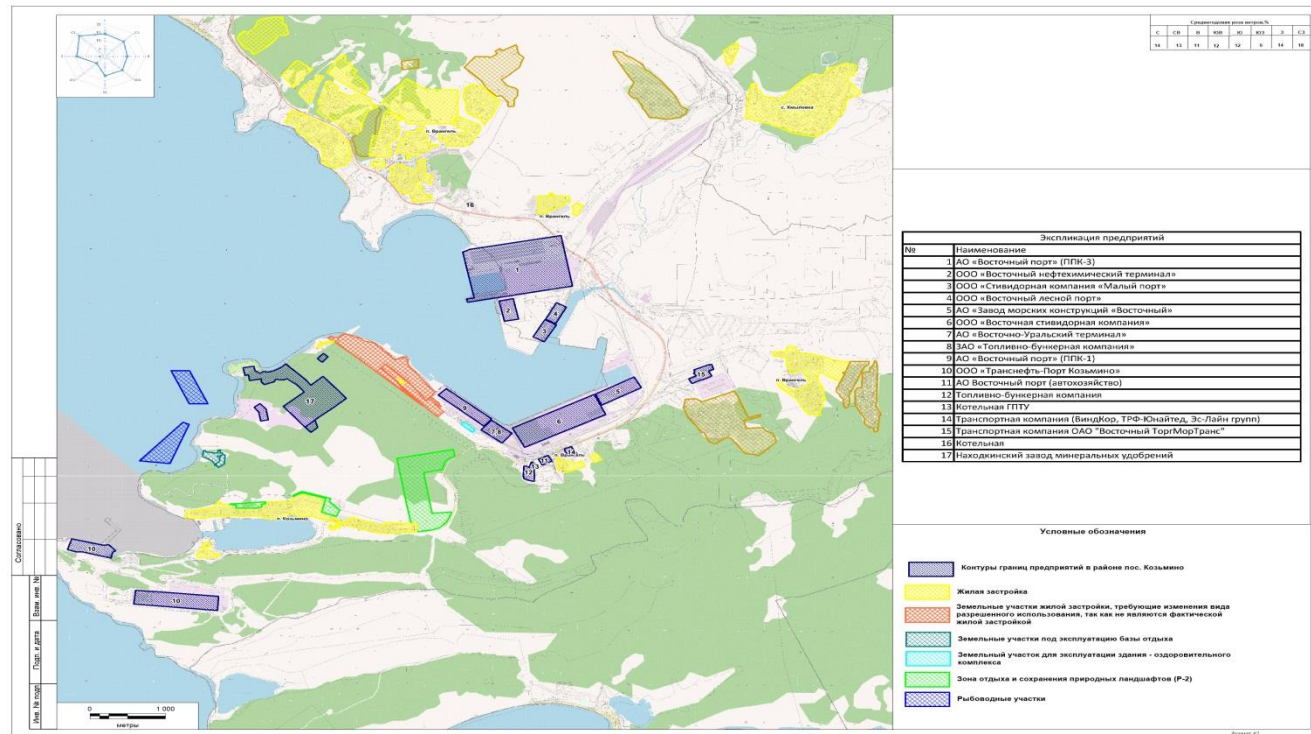 Среднегодовая роза ветров,%
С СВ В ЮВ Ю ЮЗ З СЗ
14 13 11 12 12 6 14 18
с. Хмыловка
п. Врангель
п. Врангель
16
1
2
4
3
15
п. Врангель
17
9
7,8
6
5
14
п. Врангель
13
12
п. Козьмино
10
10
Экспликация предприятий
№ Наименование
1 АО «Восточный порт» (ППК-3)
2 ООО «Восточный нефтехимический терминал»
3 ООО «Стивидорная компания «Малый порт»
4 ООО «Восточный лесной порт»
5 АО «Завод морских конструкций «Восточный»
6 ООО «Восточная стивидорная компания»
7 АО «Восточно-Уральский терминал»
8 ЗАО «Топливно-бункерная компания»
9 АО «Восточный порт» (ППК-1)
10 ООО «Транснефть-Порт Козьмино»
11 АО Восточный порт (автохозяйство)
12 Топливно-бункерная компания
13 Котельная ГПТУ
14 Транспортная компания (ВиндКор, ТРФ-Юнайтед, Эс-Лайн групп)
15 Транспортная компания ОАО "Восточный ТоргМорТранс"
16 Котельная
17 Находкинский завод минеральных удобрений
Условные обозначения
Контуры границ предприятий в районе пос. Козьмино
Жилая застройка
Земельные участки жилой застройки, требующие изменения вида
разрешенного использования, так как не являются фактической
жилой застройкой
Земельные участки под эксплуатацию базы отдыха
Земельный участок для эксплуатации здания - оздоровительного
комплекса
Зона отдыха и сохранения природных ландшафтов (Р-2)
Рыбоводные участки
Согласовано
Взам. инв. №
Подп. и дата
Инв. № подл.
0 1 000
метры